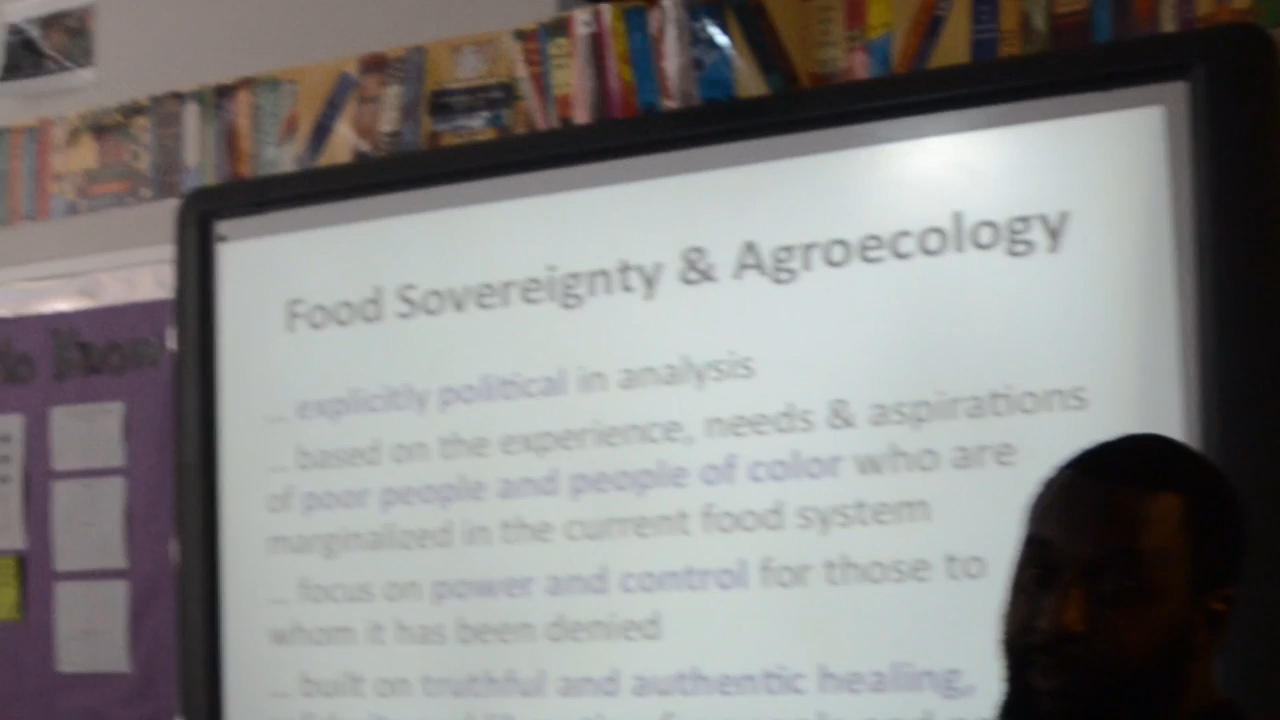 Food Sovereignty & Agroecology
... explicitly political in analysis
... based on the experience, needs & aspirations
of poor people and people of color who are
marginalized in the current food system
... focus on power and control for those to
whom it has been denied
... built on truthful and authentic healing,